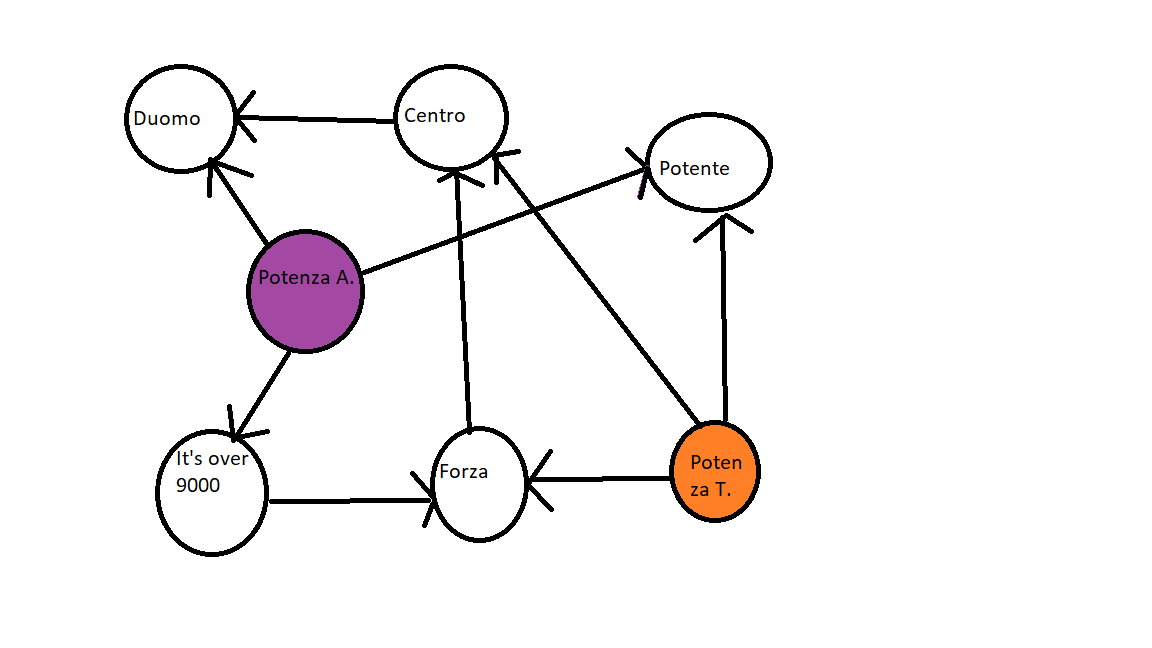 Duomo
Centro
Potente
Potenza A.
It's over
9000
Forza
Poten
za T.